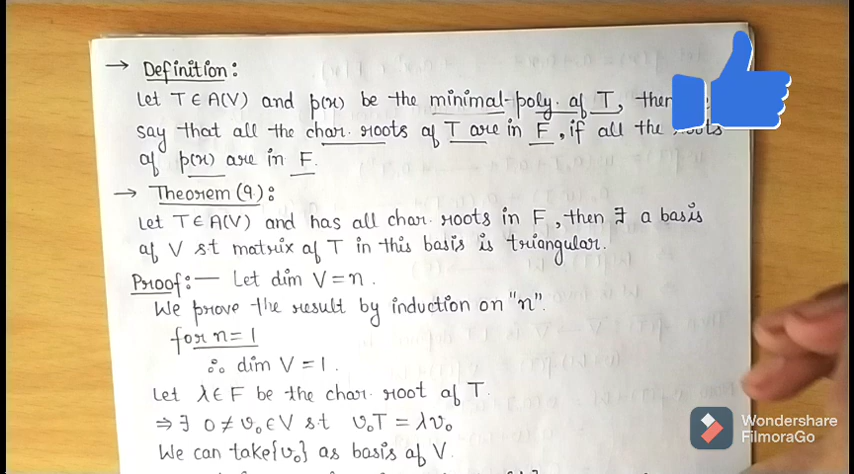 → Definition:
Let T ∈ A(V) and p(x) be the minimal-poly. of T, then
say that all the char. roots of T are in F, if all the roots
of p(x) are in F.
→ Theorem (9):
Let T ∈ A(V) and has all char. roots in F, then ∃ a basis
of V st matrix of T in this basis is triangular.
Proof:— Let dim V = n.
We prove the result by induction on "n".
for n = 1
∴ dim V = 1.
Let λ ∈ F be the char. root of T.
⇒ ∃ 0 ≠ v₀ ∈ V st v₀T = λv₀
We can take {v₀} as basis of V.
Wondershare
FilmoraGo